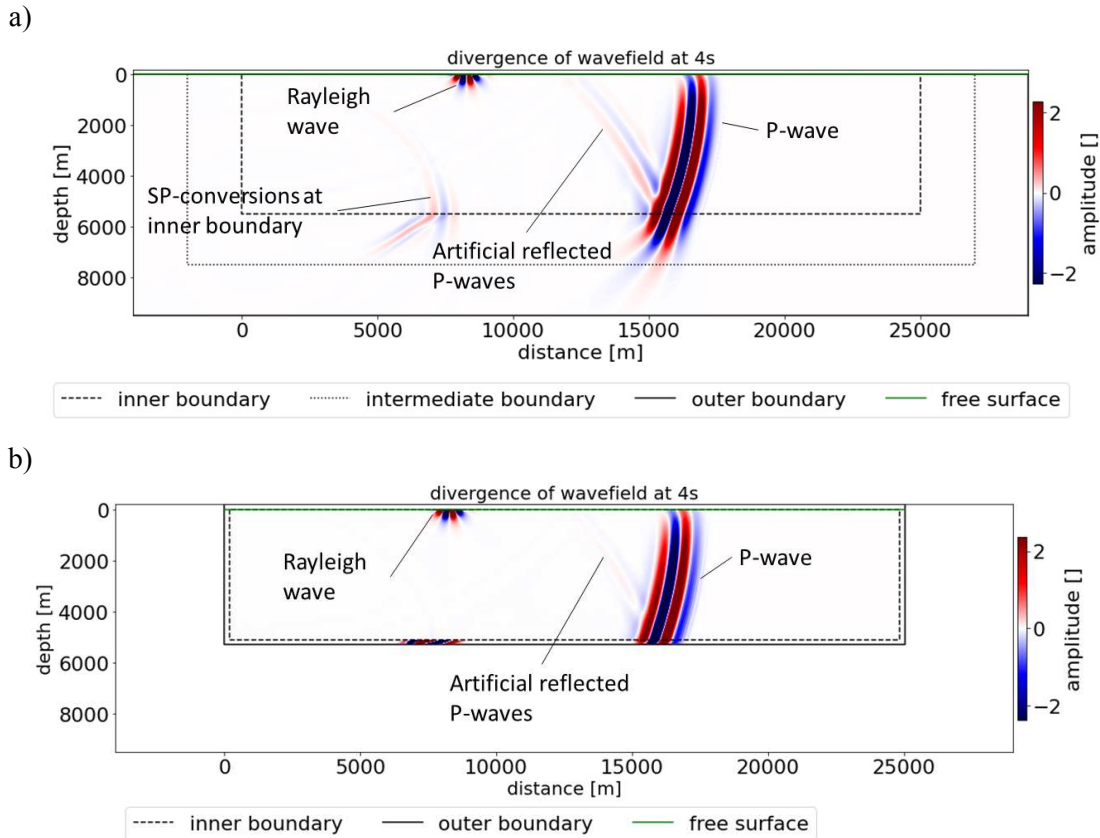 a)
divergence of wavefield at 4s
0
2000
4000
6000
8000
depth [m]
Rayleigh
wave
P-wave
SP-conversions at
inner boundary
Artificial reflected
P-waves
2
0
−2
amplitude []
0 5000 10000 15000 20000 25000
distance [m]
inner boundary intermediate boundary outer boundary free surface
b)
divergence of wavefield at 4s
0
2000
4000
6000
8000
depth [m]
Rayleigh
wave
P-wave
Artificial reflected
P-waves
2
0
−2
amplitude []
0 5000 10000 15000 20000 25000
distance [m]
inner boundary outer boundary free surface